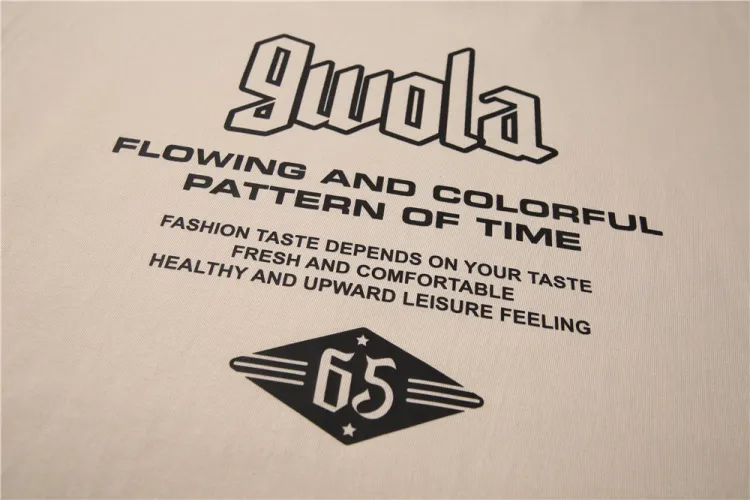 gwola
FLOWING AND COLORFUL
PATTERN OF TIME
FASHION TASTE DEPENDS ON YOUR TASTE
FRESH AND COMFORTABLE
HEALTHY AND UPWARD LEISURE FEELING
65